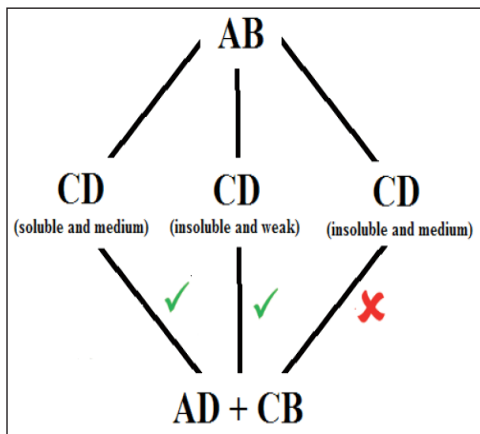 AB
CD CD CD
(soluble and medium) (insoluble and weak) (insoluble and medium)
AD + CB